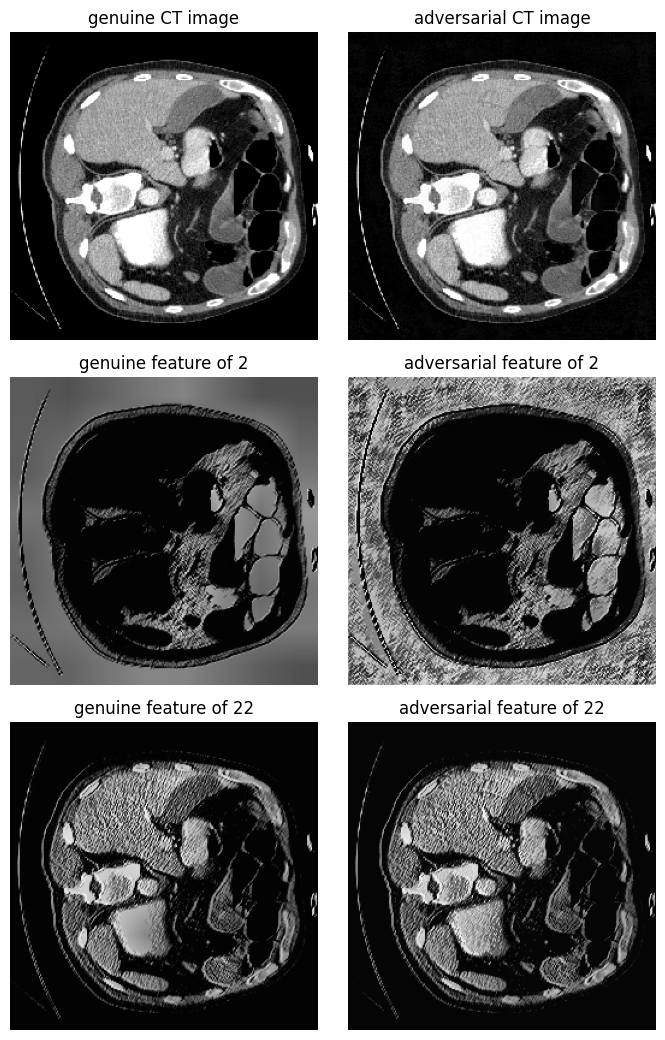 genuine CT image
adversarial CT image
genuine feature of 2
adversarial feature of 2
genuine feature of 22
adversarial feature of 22